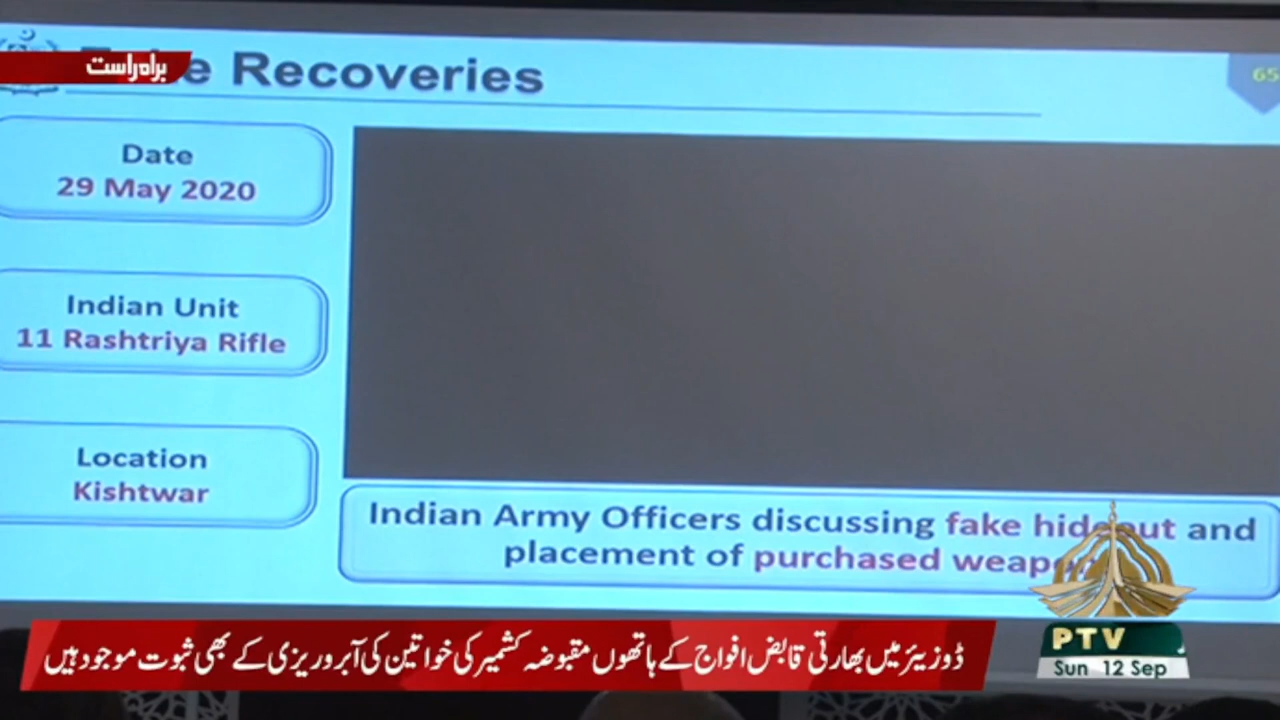 براہ راست
Recoveries
65
Date
29 May 2020
Indian Unit
11 Rashtriya Rifle
Location
Kishtwar
Indian Army Officers discussing fake hideout and
placement of purchased
ڈوزیئر میں بھارتی قابض افواج کے ہاتھوں مقبوضہ کشمیر کی خواتین کی آبروریزی کے بھی ثبوت موجود ہیں
PTV
Sun 12 Sep